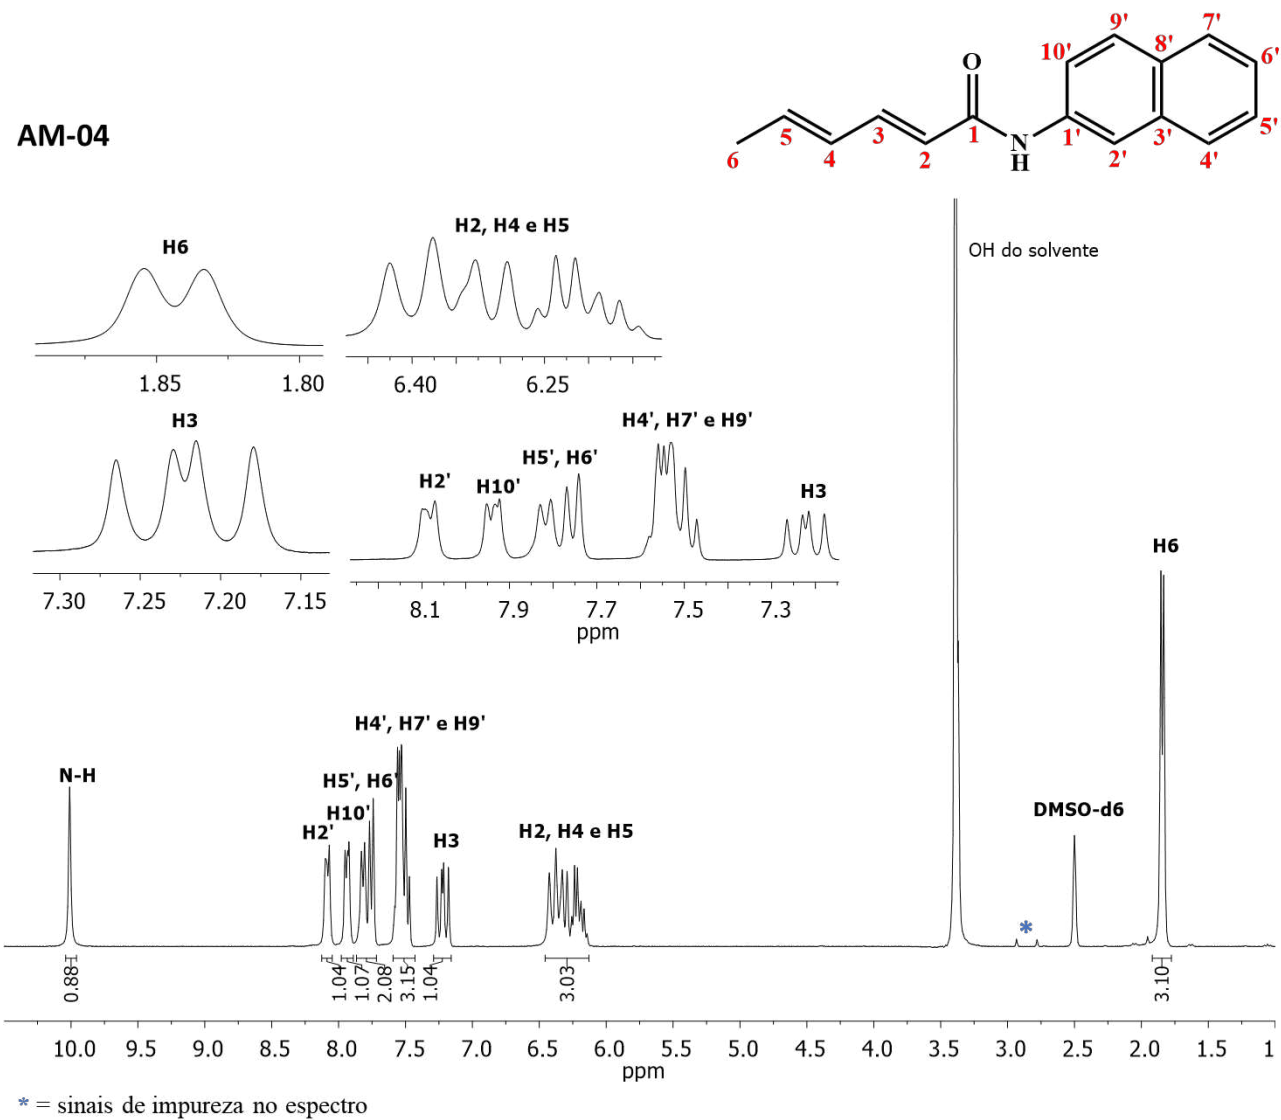 9' 7'
10' 8' 6'
O
AM-04
5 3 1 1' 3' 5'
6 4 2 N 2' 4'
H
H6
H2, H4 e H5
OH do solvente
1.85 1.80
6.40 6.25
H3
H4', H7' e H9'
H5', H6'
H2' H10' H3
H6
7.30 7.25 7.20 7.15
8.1 7.9 7.7 7.5 7.3
ppm
H4', H7' e H9'
N-H
H5', H6'
H10'
H2' H3
H2, H4 e H5
DMSO-d6
*
0.88 1.04 1.07 2.08 3.15 1.04 3.03 3.10
10.0 9.5 9.0 8.5 8.0 7.5 7.0 6.5 6.0 5.5 5.0 4.5 4.0 3.5 3.0 2.5 2.0 1.5 1
ppm
* = sinais de impureza no espectro